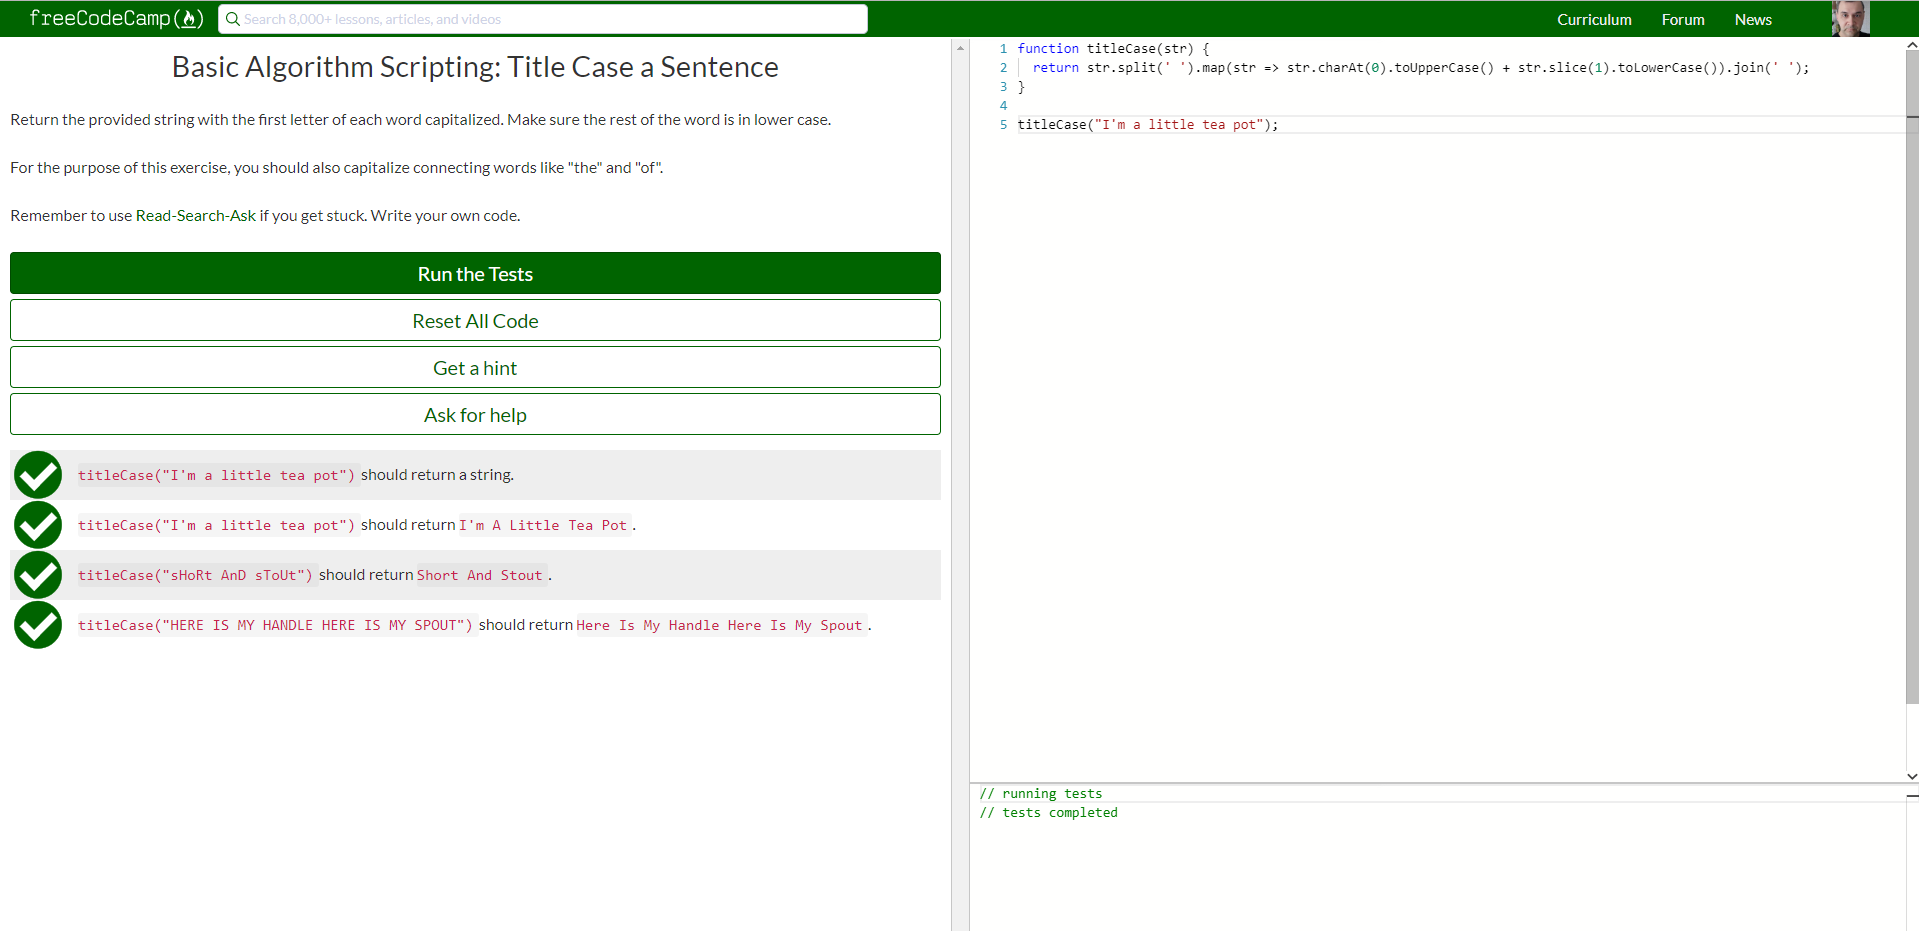 freeCodeCamp
Search 8,000+ lessons, articles, and videos
Curriculum
Forum
News
Basic Algorithm Scripting: Title Case a Sentence
Return the provided string with the first letter of each word capitalized. Make sure the rest of the word is in lower case.
For the purpose of this exercise, you should also capitalize connecting words like "the" and "of".
Remember to use Read-Search-Ask if you get stuck. Write your own code.
Run the Tests
Reset All Code
Get a hint
Ask for help
titleCase("I'm a little tea pot") should return a string.
titleCase("I'm a little tea pot") should return I'm A Little Tea Pot .
titleCase("sHoRt AnD sToUt") should return Short And Stout .
titleCase("HERE IS MY HANDLE HERE IS MY SPOUT") should return Here Is My Handle Here Is My Spout .
1 function titleCase(str) {
2   return str.split(' ').map(str => str.charAt(0).toUpperCase() + str.slice(1).toLowerCase()).join(' ');
3 }
4
5 titleCase("I'm a little tea pot");
// running tests
// tests completed